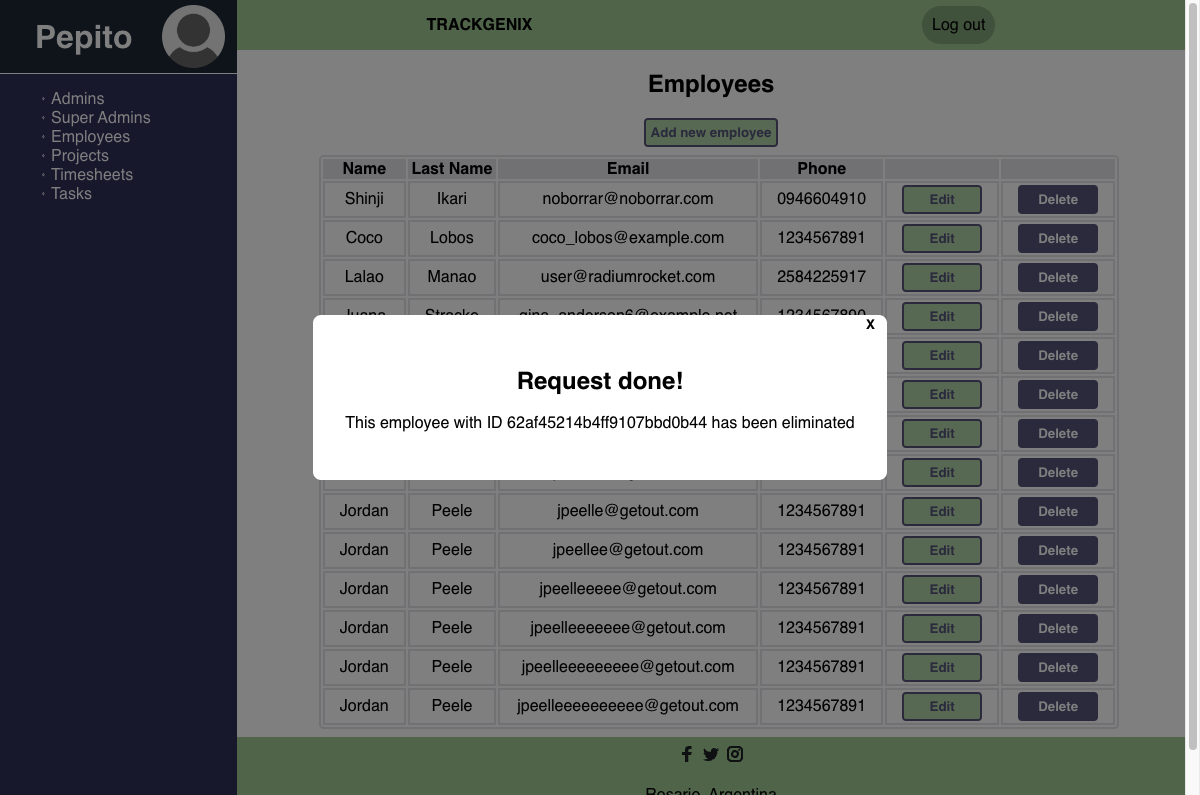 Pepito
TRACKGENIX
Log out
Admins
Super Admins
Employees
Projects
Timesheets
Tasks
Employees
Add new employee
Name Last Name Email Phone
Shinji Ikari noborrar@noborrar.com 0946604910 Edit Delete
Coco Lobos coco_lobos@example.com 1234567891 Edit Delete
Lalao Manao user@radiumrocket.com 2584225917 Edit Delete
Edit Delete
X
Edit Delete
Request done!
Edit Delete
This employee with ID 62af45214b4ff9107bbd0b44 has been eliminated
Edit Delete
Edit Delete
Jordan Peele jpeelle@getout.com 1234567891 Edit Delete
Jordan Peele jpeellee@getout.com 1234567891 Edit Delete
Jordan Peele jpeelleeeee@getout.com 1234567891 Edit Delete
Jordan Peele jpeelleeeeeee@getout.com 1234567891 Edit Delete
Jordan Peele jpeelleeeeeeeee@getout.com 1234567891 Edit Delete
Jordan Peele jpeelleeeeeeeeee@getout.com 1234567891 Edit Delete
Rosario, Argentina